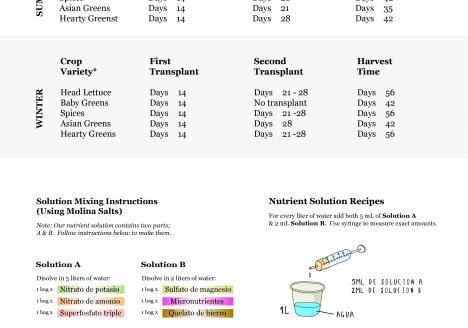 SUM
Spices Days 14 Days 28 Days 42
Asian Greens Days 14 Days 21 Days 35
Hearty Greenst Days 14 Days 28 Days 42
Crop Variety* First Transplant Second Transplant Harvest Time
WINTER
Head Lettuce Days 14 Days 21 - 28 Days 56
Baby Greens Days 14 No transplant Days 42
Spices Days 14 Days 21 -28 Days 56
Asian Greens Days 14 Days 28 Days 42
Hearty Greens Days 14 Days 21 -28 Days 56
Solution Mixing Instructions
(Using Molina Salts)
Note: Our nutrient solution contains two parts;
A & B. Follow instructions below to make them.
Solution A
Disolve in 5 liters of water:
1 bag x Nitrato de potasio
1 bag x Nitrato de amonio
1 bag x Superfosfato triple
Solution B
Disolve in 2 liters of water:
1 bag x Sulfato de magnesio
1 bag x Micronutrientes
1 bag x Quelato de hierro
Nutrient Solution Recipes
For every liter of water add both 5 mL of Solution A
& 2 mL Solution B. Use syringe to measure exact amounts.
5ML DE SOLUCION A
2ML DE SOLUCION B
1L
AGUA